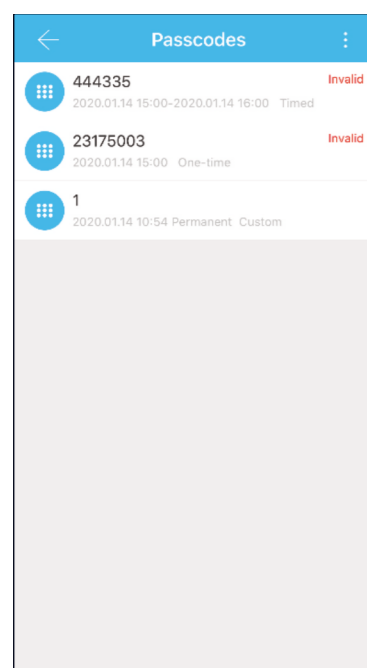 Passcodes
444335
Invalid
2020.01.14 15:00-2020.01.14 16:00 Timed
23175003
Invalid
2020.01.14 15:00 One-time
1
2020.01.14 10:54 Permanent Custom